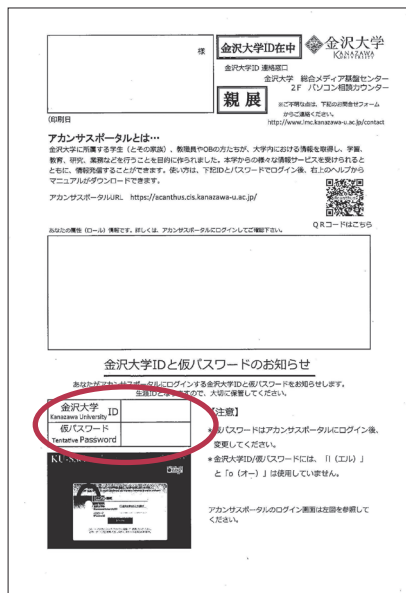 様
金沢大学ID在中
金沢大学
KANAZAWA
UNIVERSITY
金沢大学ID 連絡窓口
金沢大学 総合メディア基盤センター
2F パソコン相談カウンター
親展
※ご不明な点は、下記のお問合せフォーム
からご連絡ください。
http://www.imc.kanazawa-u.ac.jp/contact
(印刷日
アカンサスポータルとは・・・
金沢大学に所属する学生（とその家族）、教職員やOBの方たちが、大学内における情報を取得し、学習、
教育、研究、業務などを行うことを目的に作られました。本学からの様々な情報サービスを受けられると
ともに、情報発信することができます。使い方は、下記IDとパスワードでログイン後、右上のヘルプから
マニュアルがダウンロードできます。
アカンサスポータルURL https://acanthus.cis.kanazawa-u.ac.jp/
QRコードはこちら
あなたの属性（ロール）情報です。詳しくは、アカンサスポータルにログインしてご確認下さい。
金沢大学IDと仮パスワードのお知らせ
あなたがアカンサスポータルにログインする金沢大学IDと仮パスワードをお知らせします。
生涯IDとなりますので、大切に保管してください。
金沢大学
Kanazawa University ID
仮パスワード
Tentative Password
【注意】
＊仮パスワードはアカンサスポータルにログイン後、
変更してください。
＊金沢大学ID/仮パスワードには、「l（エル）」
と「o（オー）」は使用していません。
アカンサスポータルのログイン画面は左図を参照して
ください。